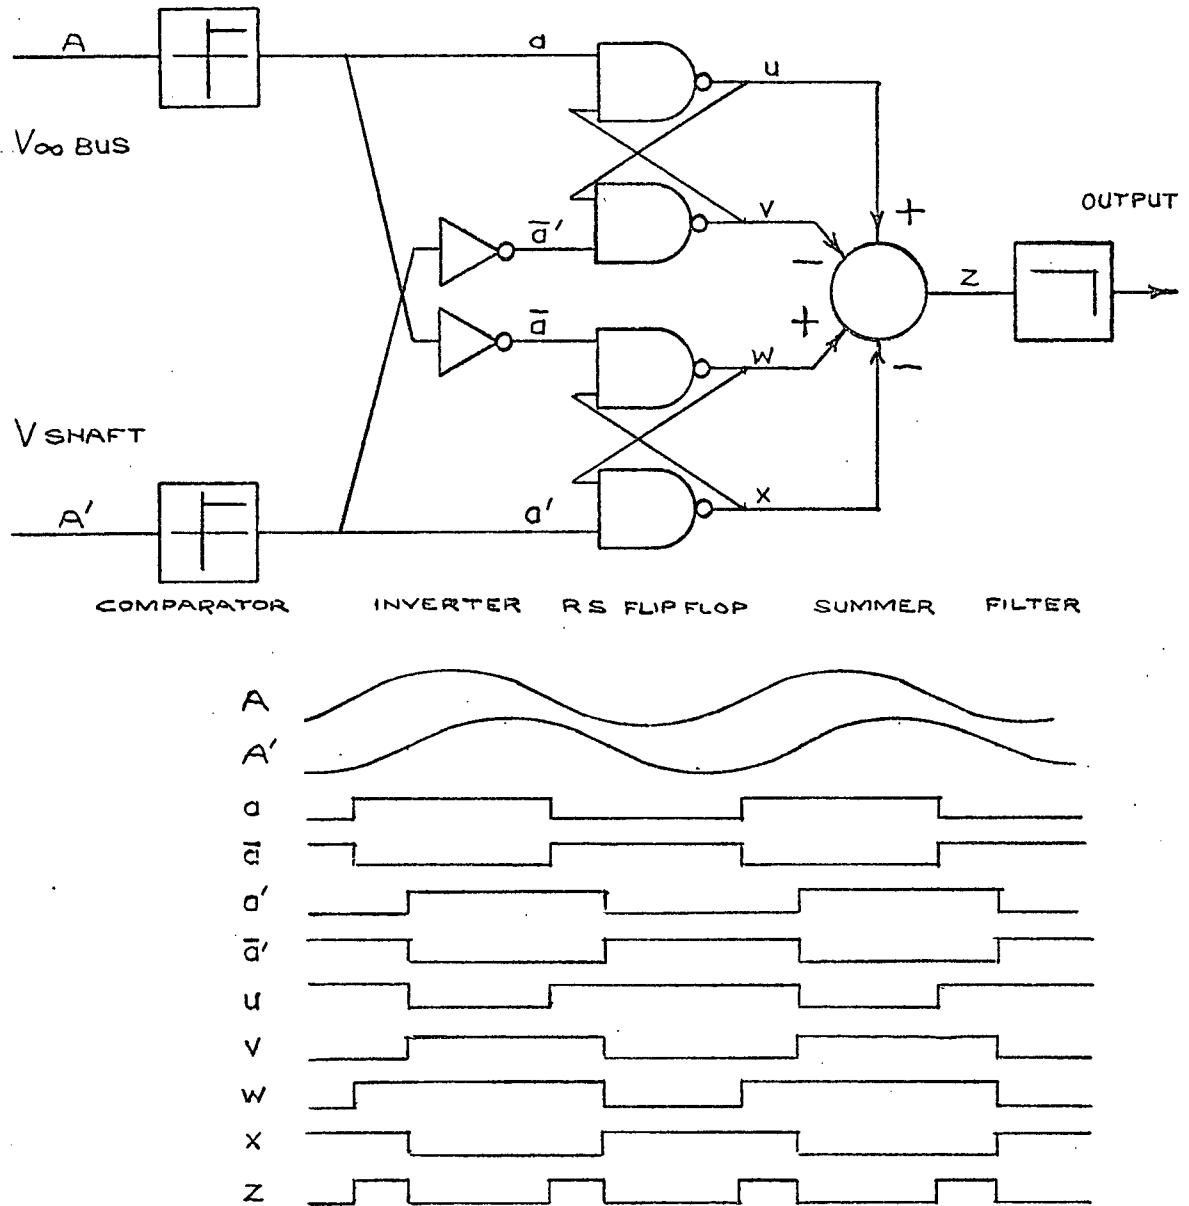 A
a
u
V∞ BUS
v
OUTPUT
+
ā'
−
z
ā
+
w
−
V SHAFT
x
A'
a'
COMPARATOR INVERTER RS FLIP FLOP SUMMER FILTER
A
A'
a
ā
a'
ā'
u
v
w
x
z